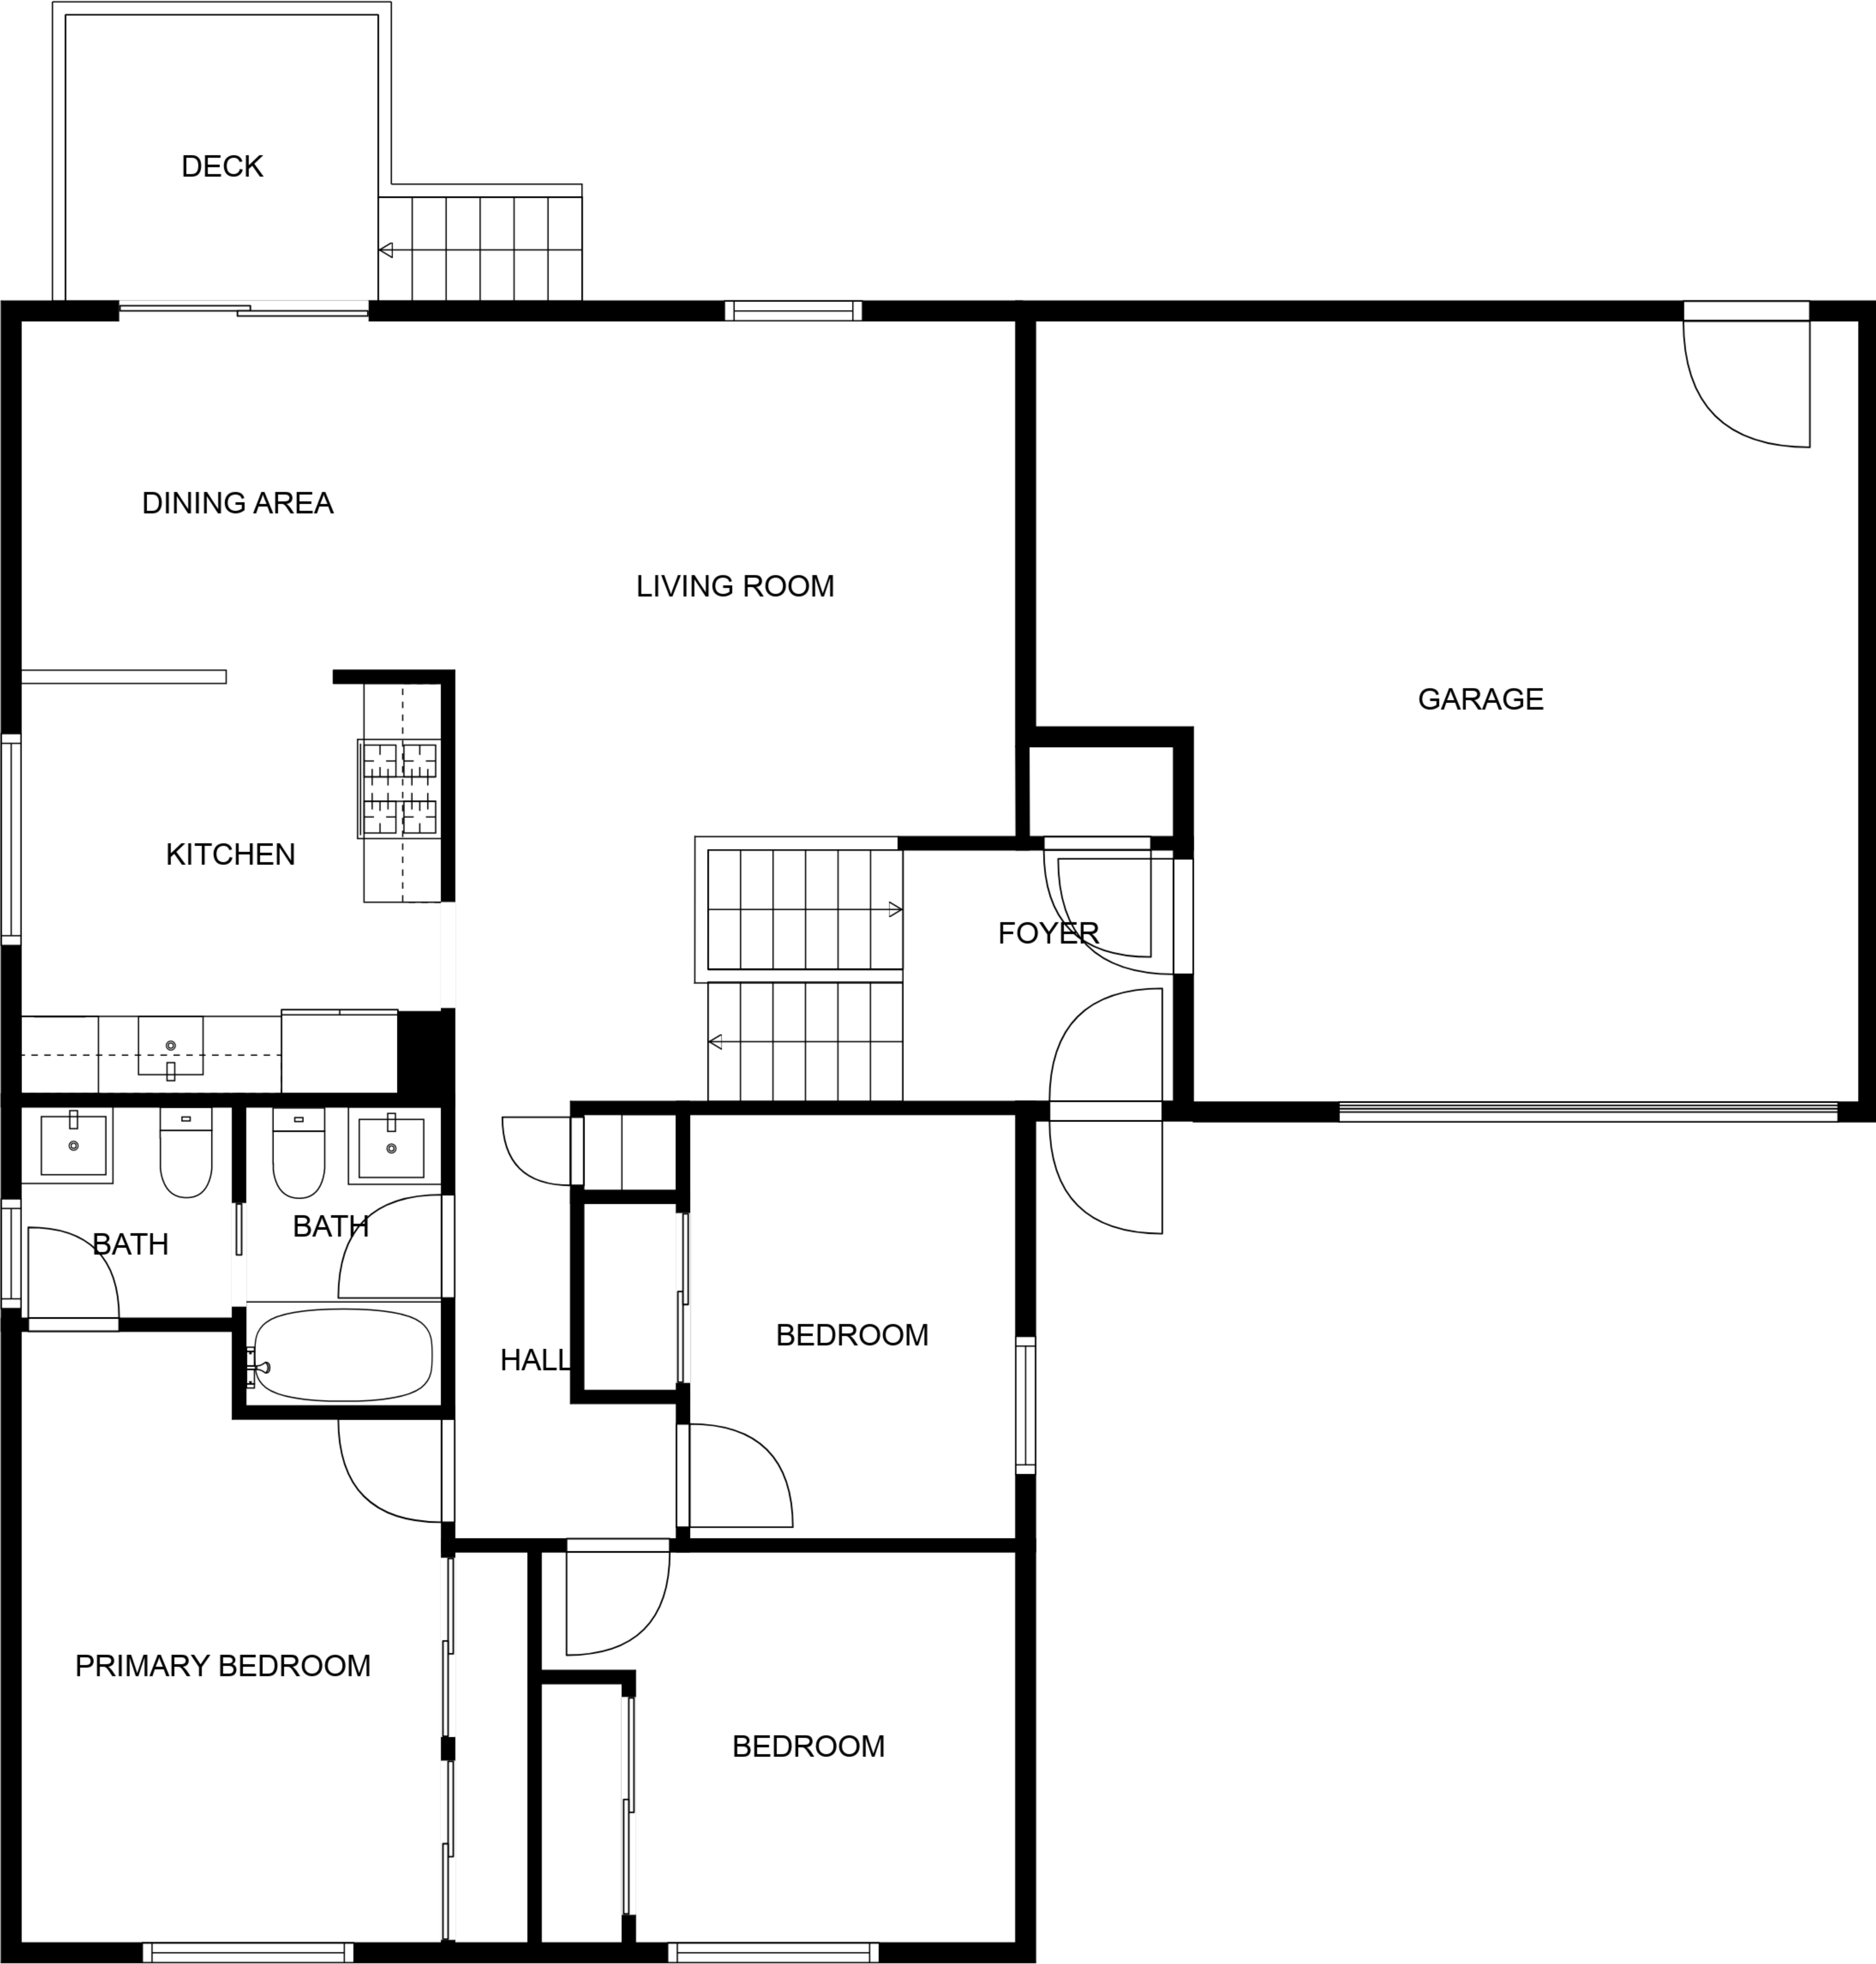 DECK
DINING AREA
LIVING ROOM
GARAGE
KITCHEN
FOYER
BATH
BATH
BEDROOM
HALL
PRIMARY BEDROOM
BEDROOM